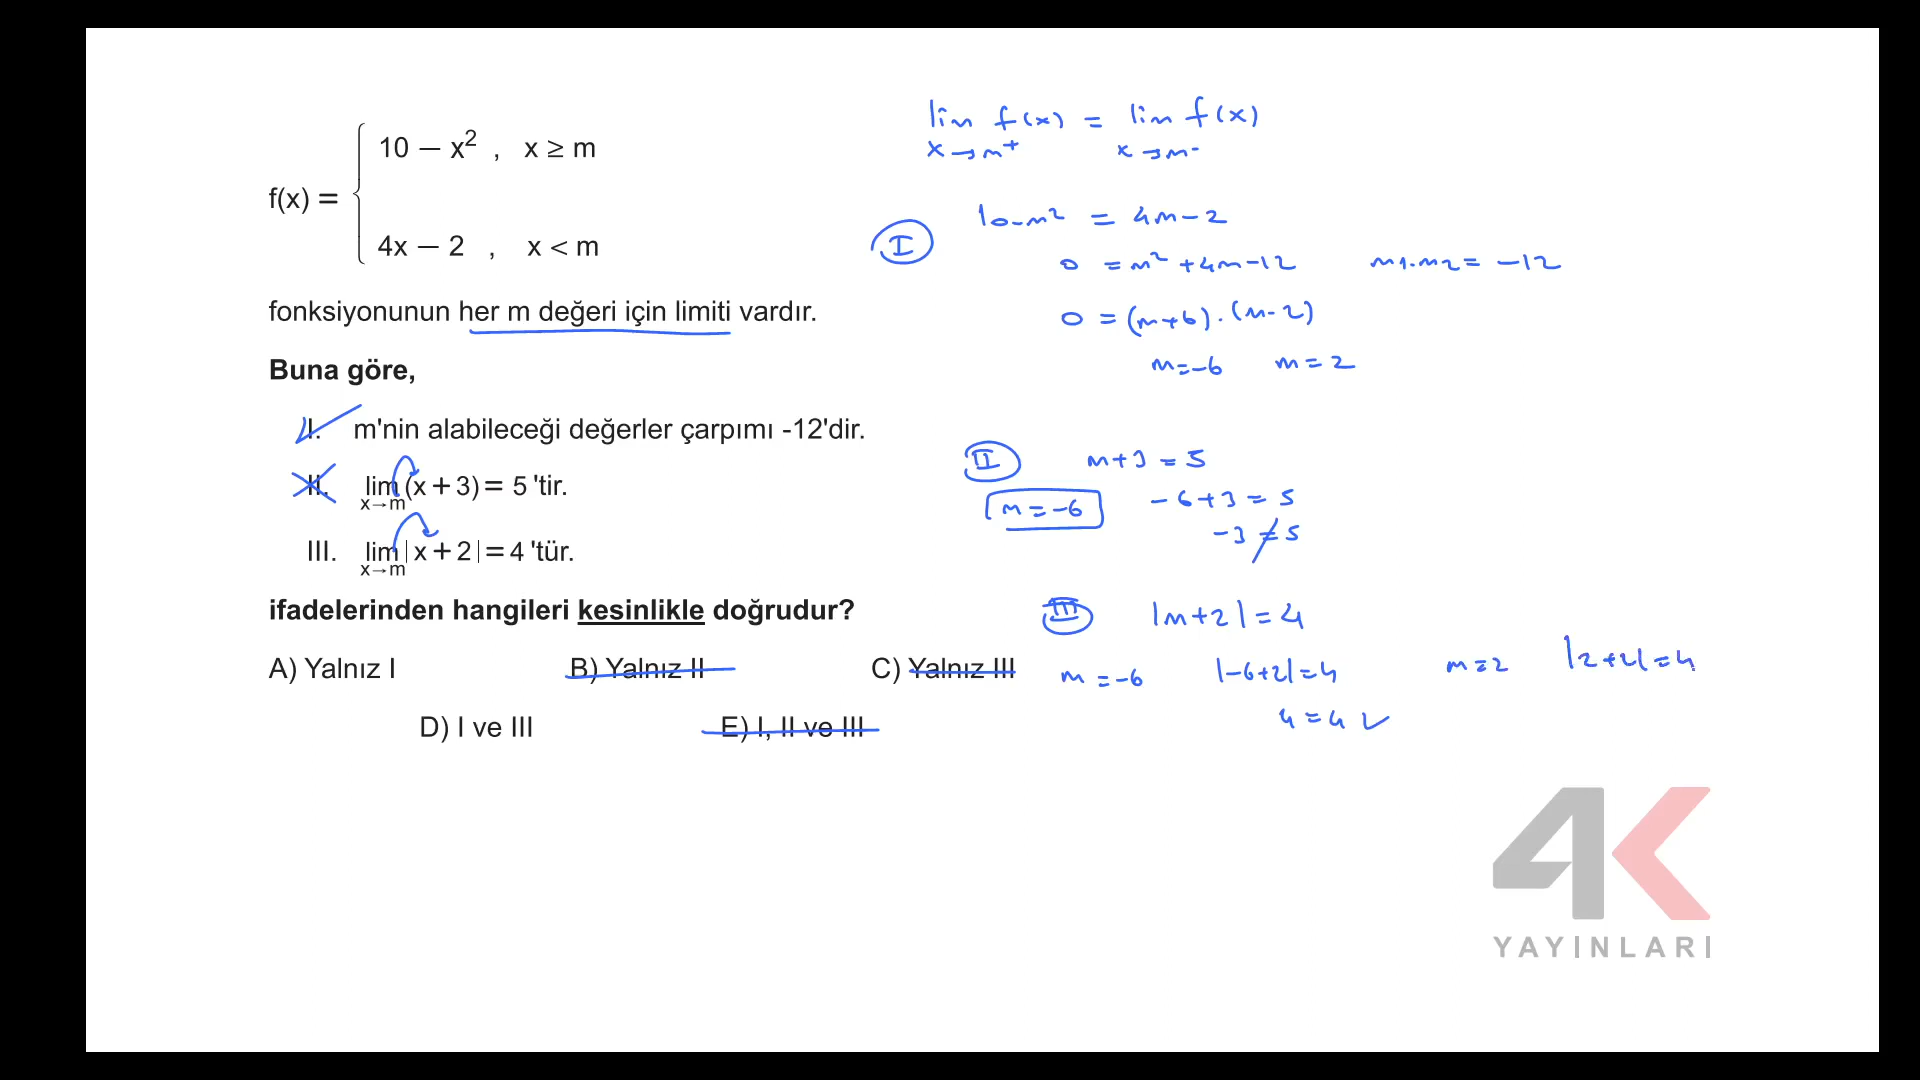 f(x) = { 10 − x² , x ≥ m
4x − 2 , x < m
fonksiyonunun her m değeri için limiti vardır.
Buna göre,
I. m'nin alabileceği değerler çarpımı -12'dir.
II. lim x→m (x + 3) = 5 'tir.
III. lim x→m |x + 2| = 4 'tür.
ifadelerinden hangileri kesinlikle doğrudur?
A) Yalnız I B) Yalnız II C) Yalnız III
D) I ve III E) I, II ve III
lim x→m⁺ f(x) = lim x→m⁻ f(x)
I
10-m² = 4m-2
0 = m² +4m-12 m1.m2 = -12
0 = (m+6).(m-2)
m=-6 m=2
II m+3 = 5
m=-6 -6+3 = 5
-3 ≠ 5
III |m+2| = 4
m=-6 |-6+2|=4 m=2 |2+2|=4
4=4 ✓
4K
YAYINLARI